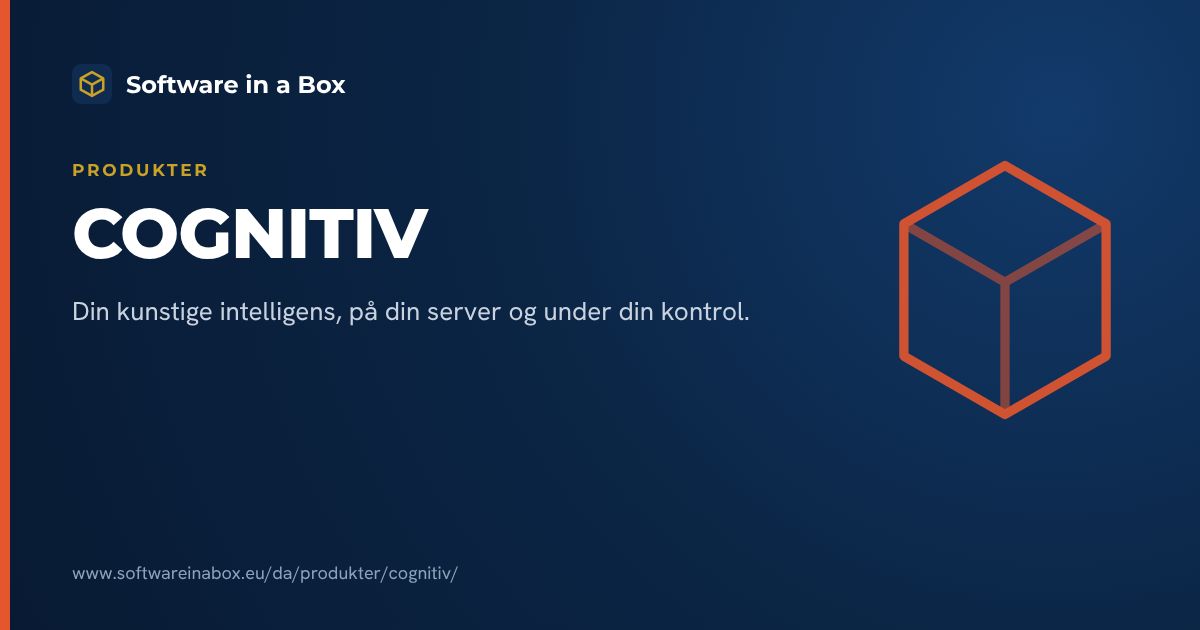 Software in a Box
PRODUKTER
COGNITIV
Din kunstige intelligens, på din server og under din kontrol.
www.softwareinabox.eu/da/produkter/cognitiv/